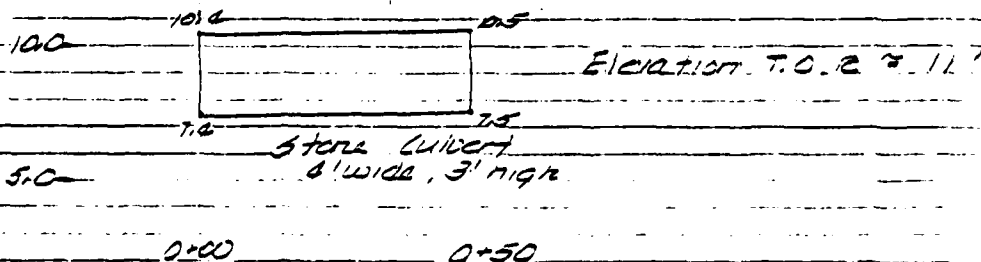 10.4 10.5
10.0
Elevation T.O.R ≈ 11'
7.4 7.5
Stone Culvert
4' wide, 3' high
5.0
0+00 0+50